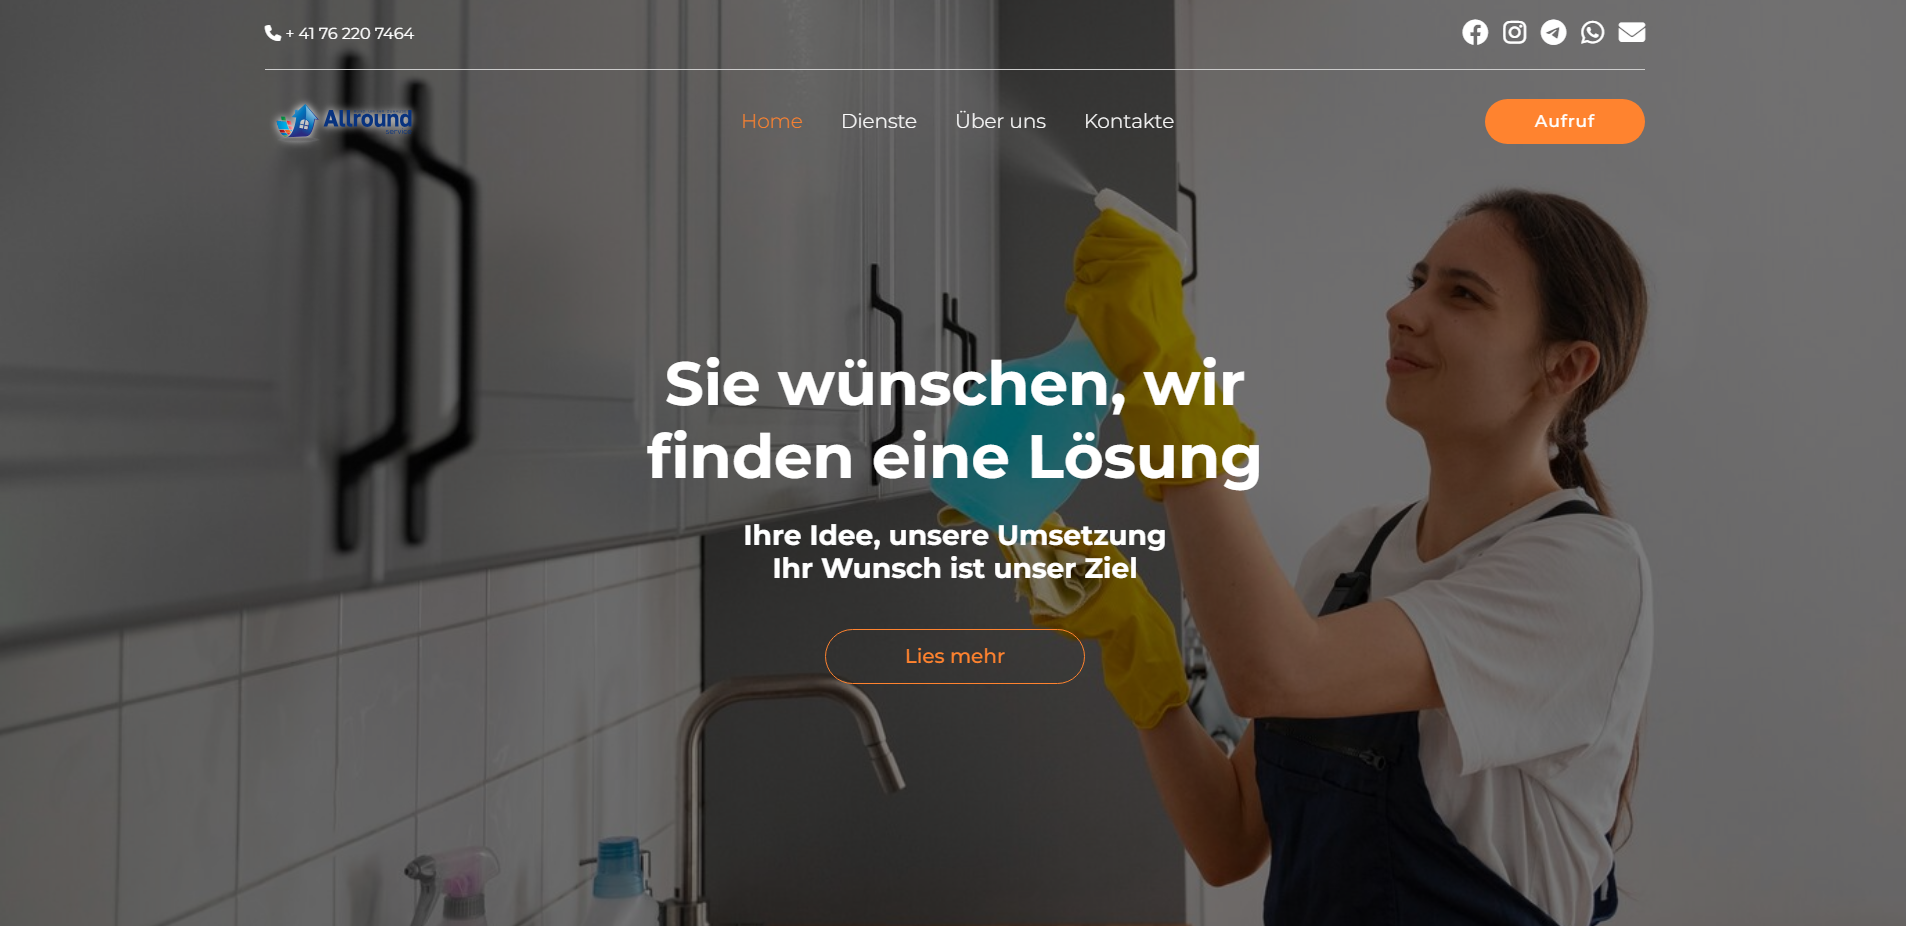 + 41 76 220 7464
Allround
service
Home Dienste Über uns Kontakte
Aufruf
Sie wünschen, wir
finden eine Lösung
Ihre Idee, unsere Umsetzung
Ihr Wunsch ist unser Ziel
Lies mehr